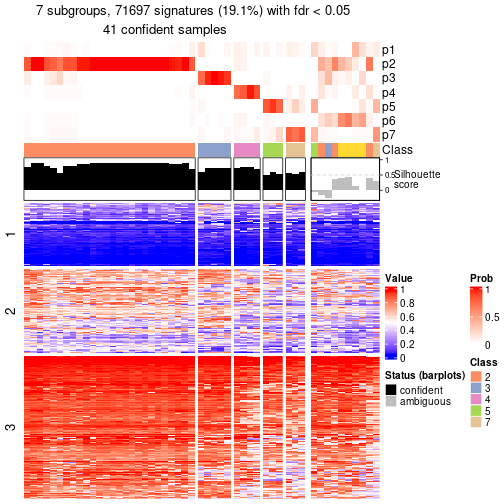 7 subgroups, 71697 signatures (19.1%) with fdr < 0.05
41 confident samples
p1
p2
p3
p4
p5
p6
p7
Class
1
0.5
0
Silhouette
score
1
2
3
Value
1
0.8
0.6
0.4
0.2
0
Prob
1
0.5
0
Status (barplots)
confident
ambiguous
Class
2
3
4
5
7